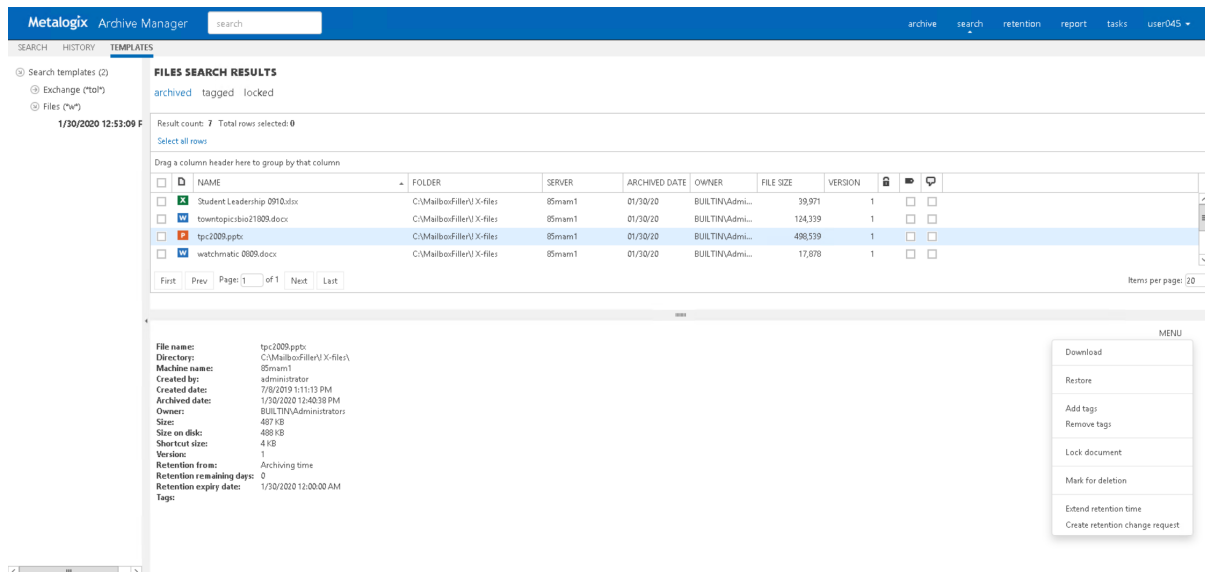 Metalogix Archive Manager search archive search retention report tasks user045
SEARCH HISTORY TEMPLATES
Search templates (2)
Exchange (*tol*)
Files (*w*)
1/30/2020 12:53:09 P
FILES SEARCH RESULTS
archived tagged locked
Result count: 7 Total rows selected: 0
Select all rows
Drag a column header here to group by that column
NAME FOLDER SERVER ARCHIVED DATE OWNER FILE SIZE VERSION
Student Leadership 0910.xlsx C:\MailboxFiller\! X-files 85mam1 01/30/20 BUILTIN\Admi... 39,971 1
towntopicsbio21809.docx C:\MailboxFiller\! X-files 85mam1 01/30/20 BUILTIN\Admi... 124,339 1
tpc2009.pptx C:\MailboxFiller\! X-files 85mam1 01/30/20 BUILTIN\Admi... 498,539 1
watchmatic 0809.docx C:\MailboxFiller\! X-files 85mam1 01/30/20 BUILTIN\Admi... 17,878 1
First Prev Page: 1 of 1 Next Last Items per page: 20
MENU
File name: tpc2009.pptx
Directory: C:\MailboxFiller\! X-files\
Machine name: 85mam1
Created by: administrator
Created date: 7/8/2019 1:11:13 PM
Archived date: 1/30/2020 12:40:38 PM
Owner: BUILTIN\Administrators
Size: 487 KB
Size on disk: 488 KB
Shortcut size: 4 KB
Version: 1
Retention from: Archiving time
Retention remaining days: 0
Retention expiry date: 1/30/2020 12:00:00 AM
Tags:
Download
Restore
Add tags
Remove tags
Lock document
Mark for deletion
Extend retention time
Create retention change request